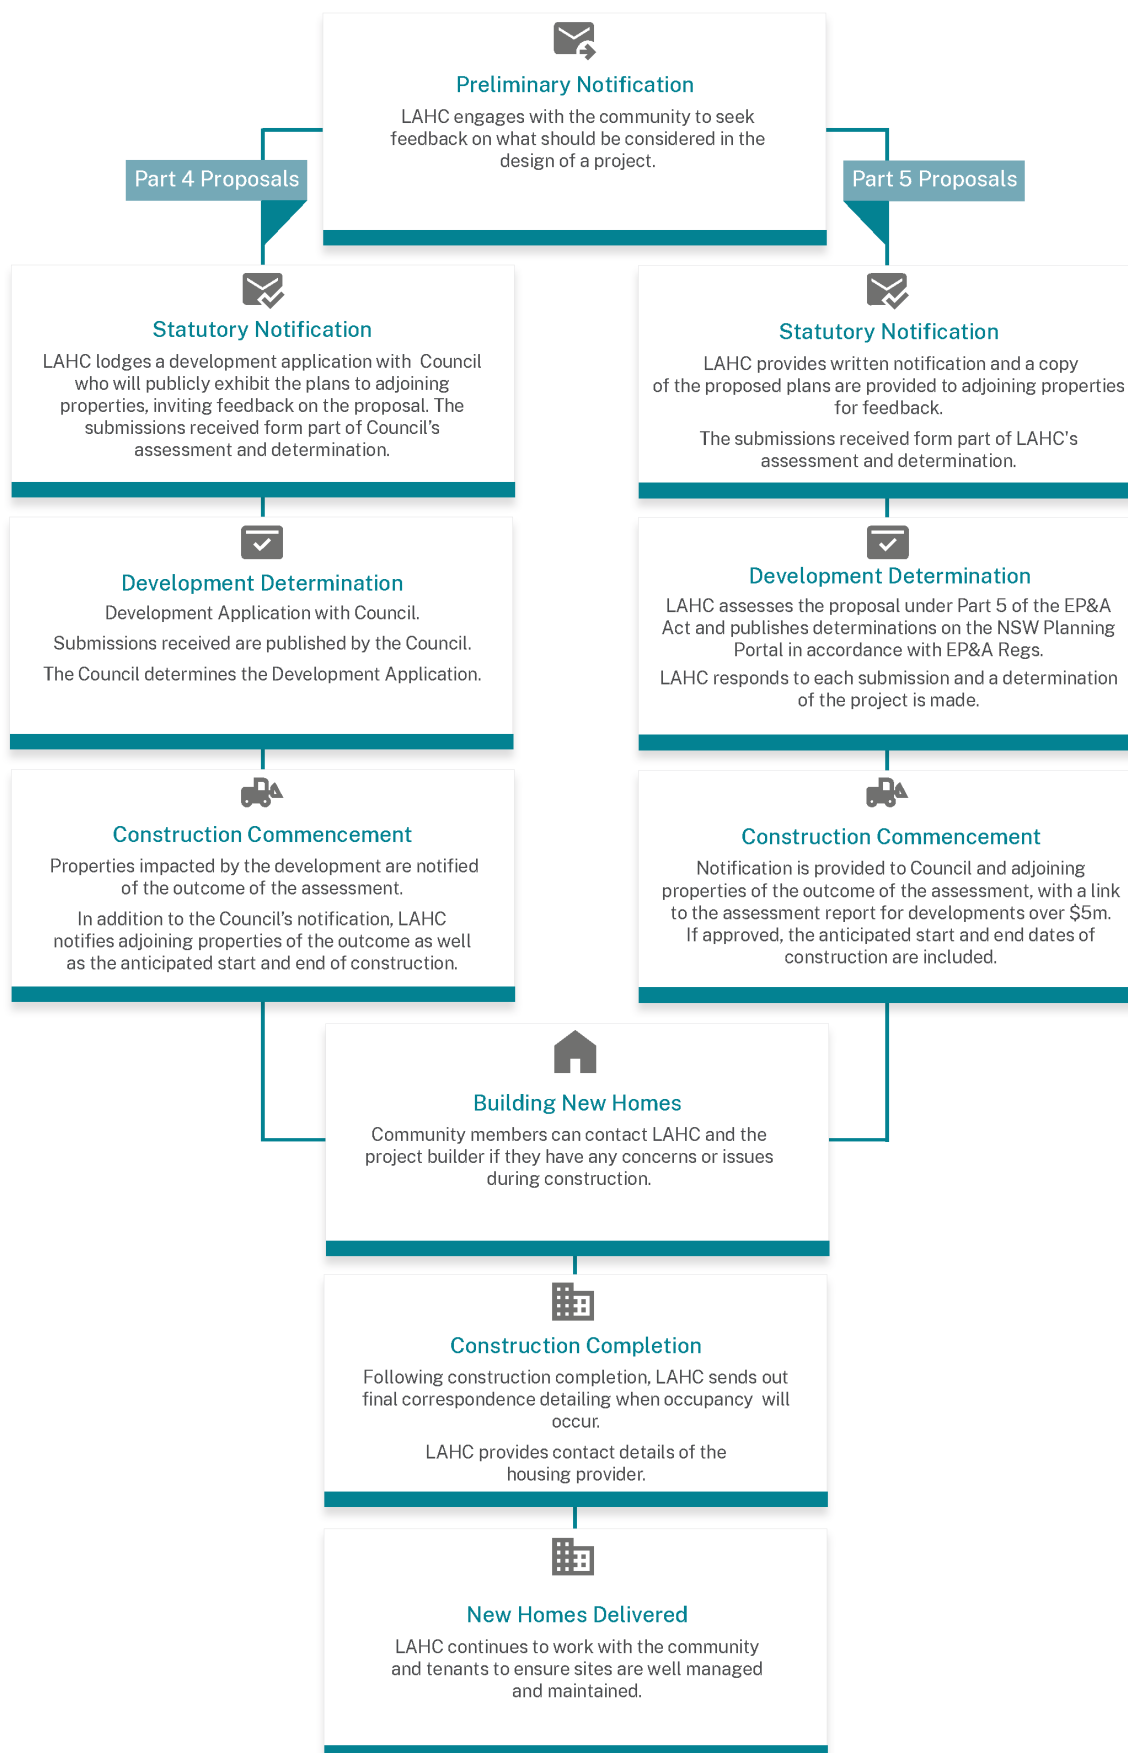 Preliminary Notification
LAHC engages with the community to seek
feedback on what should be considered in the
design of a project.
Part 4 Proposals
Part 5 Proposals
Statutory Notification
LAHC lodges a development application with Council
who will publicly exhibit the plans to adjoining
properties, inviting feedback on the proposal. The
submissions received form part of Council's
assessment and determination.
Statutory Notification
LAHC provides written notification and a copy
of the proposed plans are provided to adjoining properties
for feedback.
The submissions received form part of LAHC's
assessment and determination.
Development Determination
Development Application with Council.
Submissions received are published by the Council.
The Council determines the Development Application.
Development Determination
LAHC assesses the proposal under Part 5 of the EP&A
Act and publishes determinations on the NSW Planning
Portal in accordance with EP&A Regs.
LAHC responds to each submission and a determination
of the project is made.
Construction Commencement
Properties impacted by the development are notified
of the outcome of the assessment.
In addition to the Council's notification, LAHC
notifies adjoining properties of the outcome as well
as the anticipated start and end of construction.
Construction Commencement
Notification is provided to Council and adjoining
properties of the outcome of the assessment, with a link
to the assessment report for developments over $5m.
If approved, the anticipated start and end dates of
construction are included.
Building New Homes
Community members can contact LAHC and the
project builder if they have any concerns or issues
during construction.
Construction Completion
Following construction completion, LAHC sends out
final correspondence detailing when occupancy will
occur.
LAHC provides contact details of the
housing provider.
New Homes Delivered
LAHC continues to work with the community
and tenants to ensure sites are well managed
and maintained.